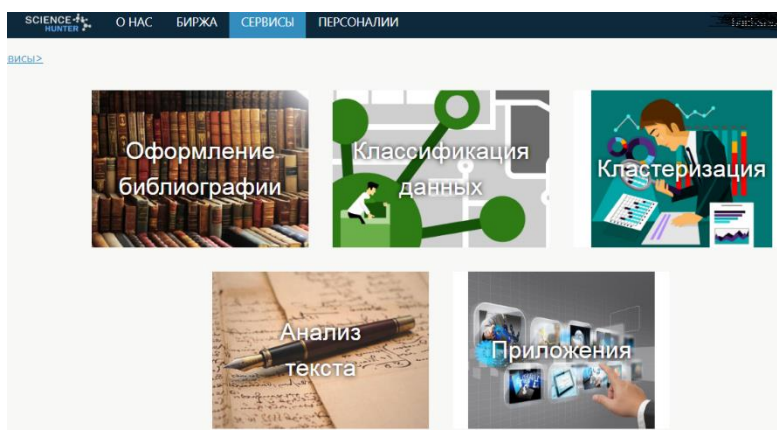 SCIENCE
HUNTER
О НАС
БИРЖА
СЕРВИСЫ
ПЕРСОНАЛИИ
висы>
Оформление
библиографии
Классификация
данных
Кластеризация
Анализ
текста
Приложения